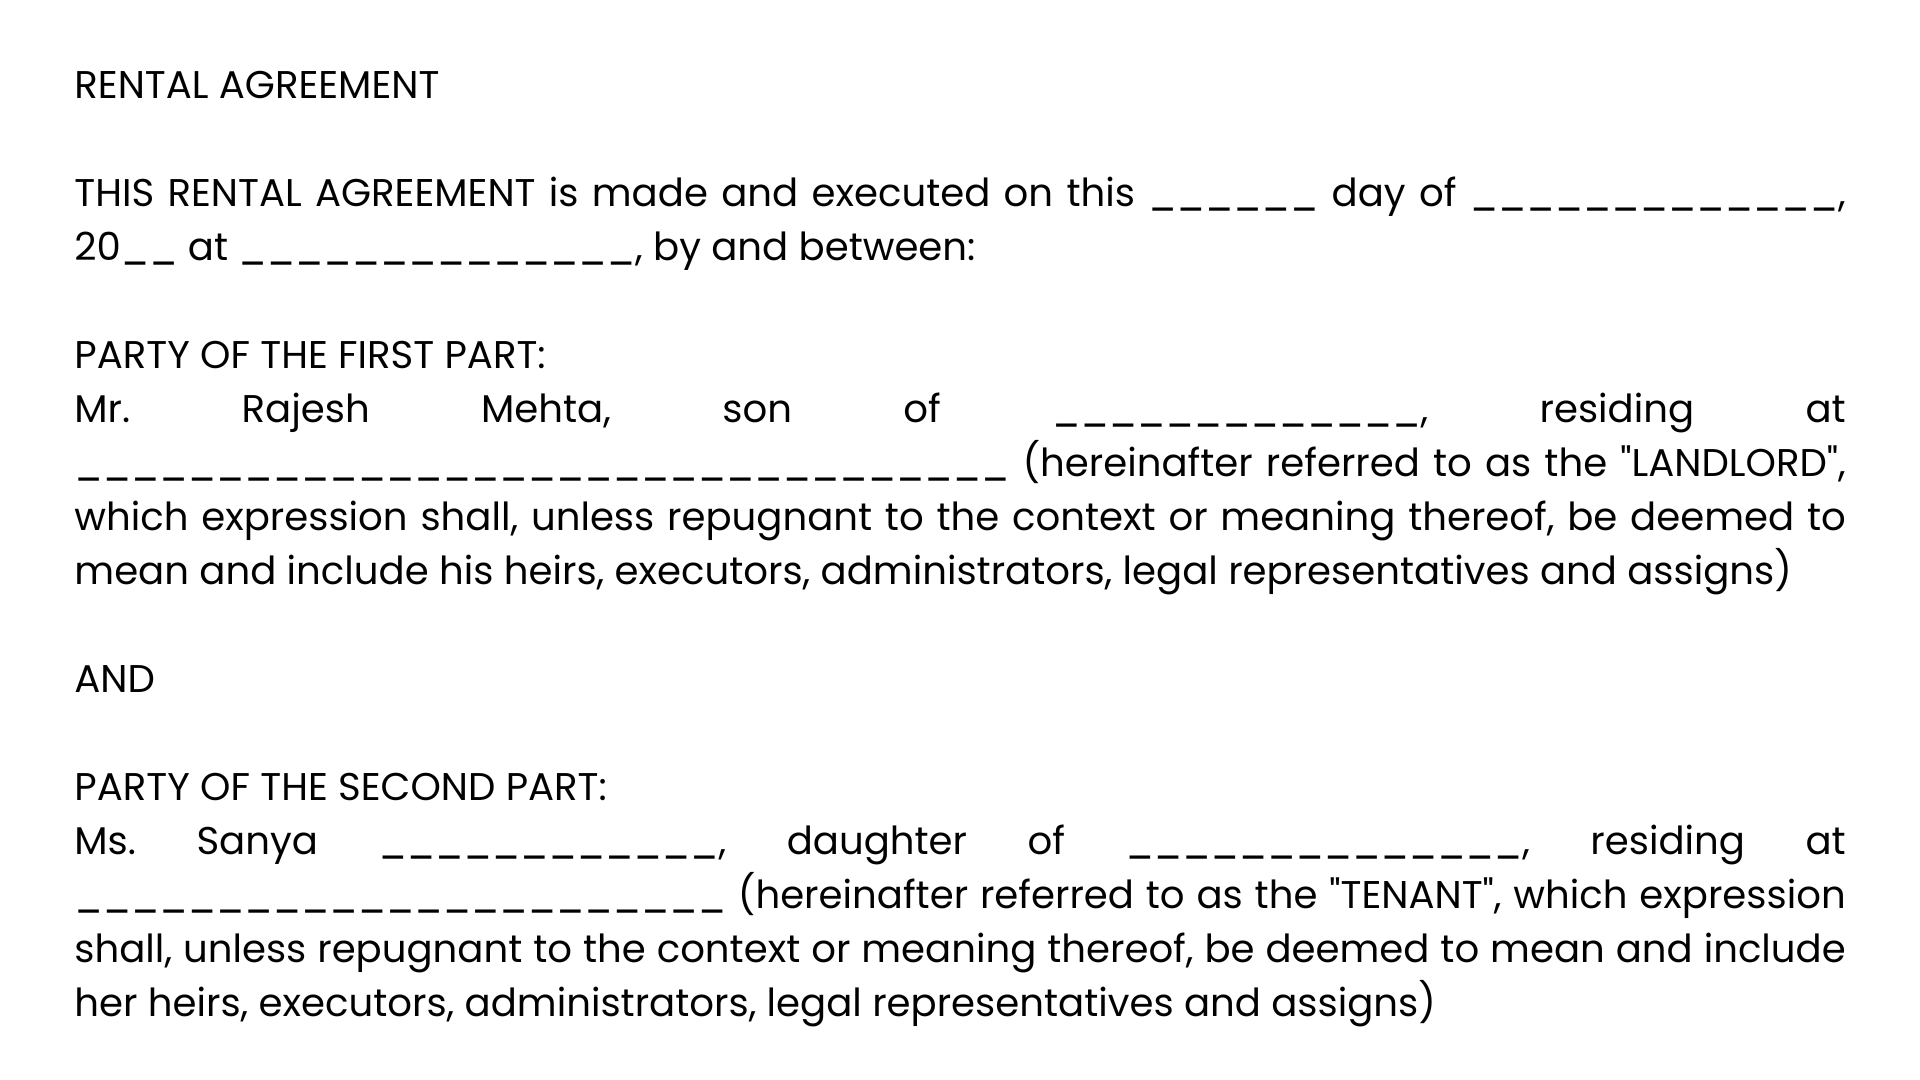 RENTAL AGREEMENT
THIS RENTAL AGREEMENT is made and executed on this ______ day of _____________,
20__ at ______________, by and between:
PARTY OF THE FIRST PART:
Mr. Rajesh Mehta, son of _____________, residing at
_________________________________ (hereinafter referred to as the "LANDLORD",
which expression shall, unless repugnant to the context or meaning thereof, be deemed to
mean and include his heirs, executors, administrators, legal representatives and assigns)
AND
PARTY OF THE SECOND PART:
Ms. Sanya ____________, daughter of ______________, residing at
_______________________ (hereinafter referred to as the "TENANT", which expression
shall, unless repugnant to the context or meaning thereof, be deemed to mean and include
her heirs, executors, administrators, legal representatives and assigns)